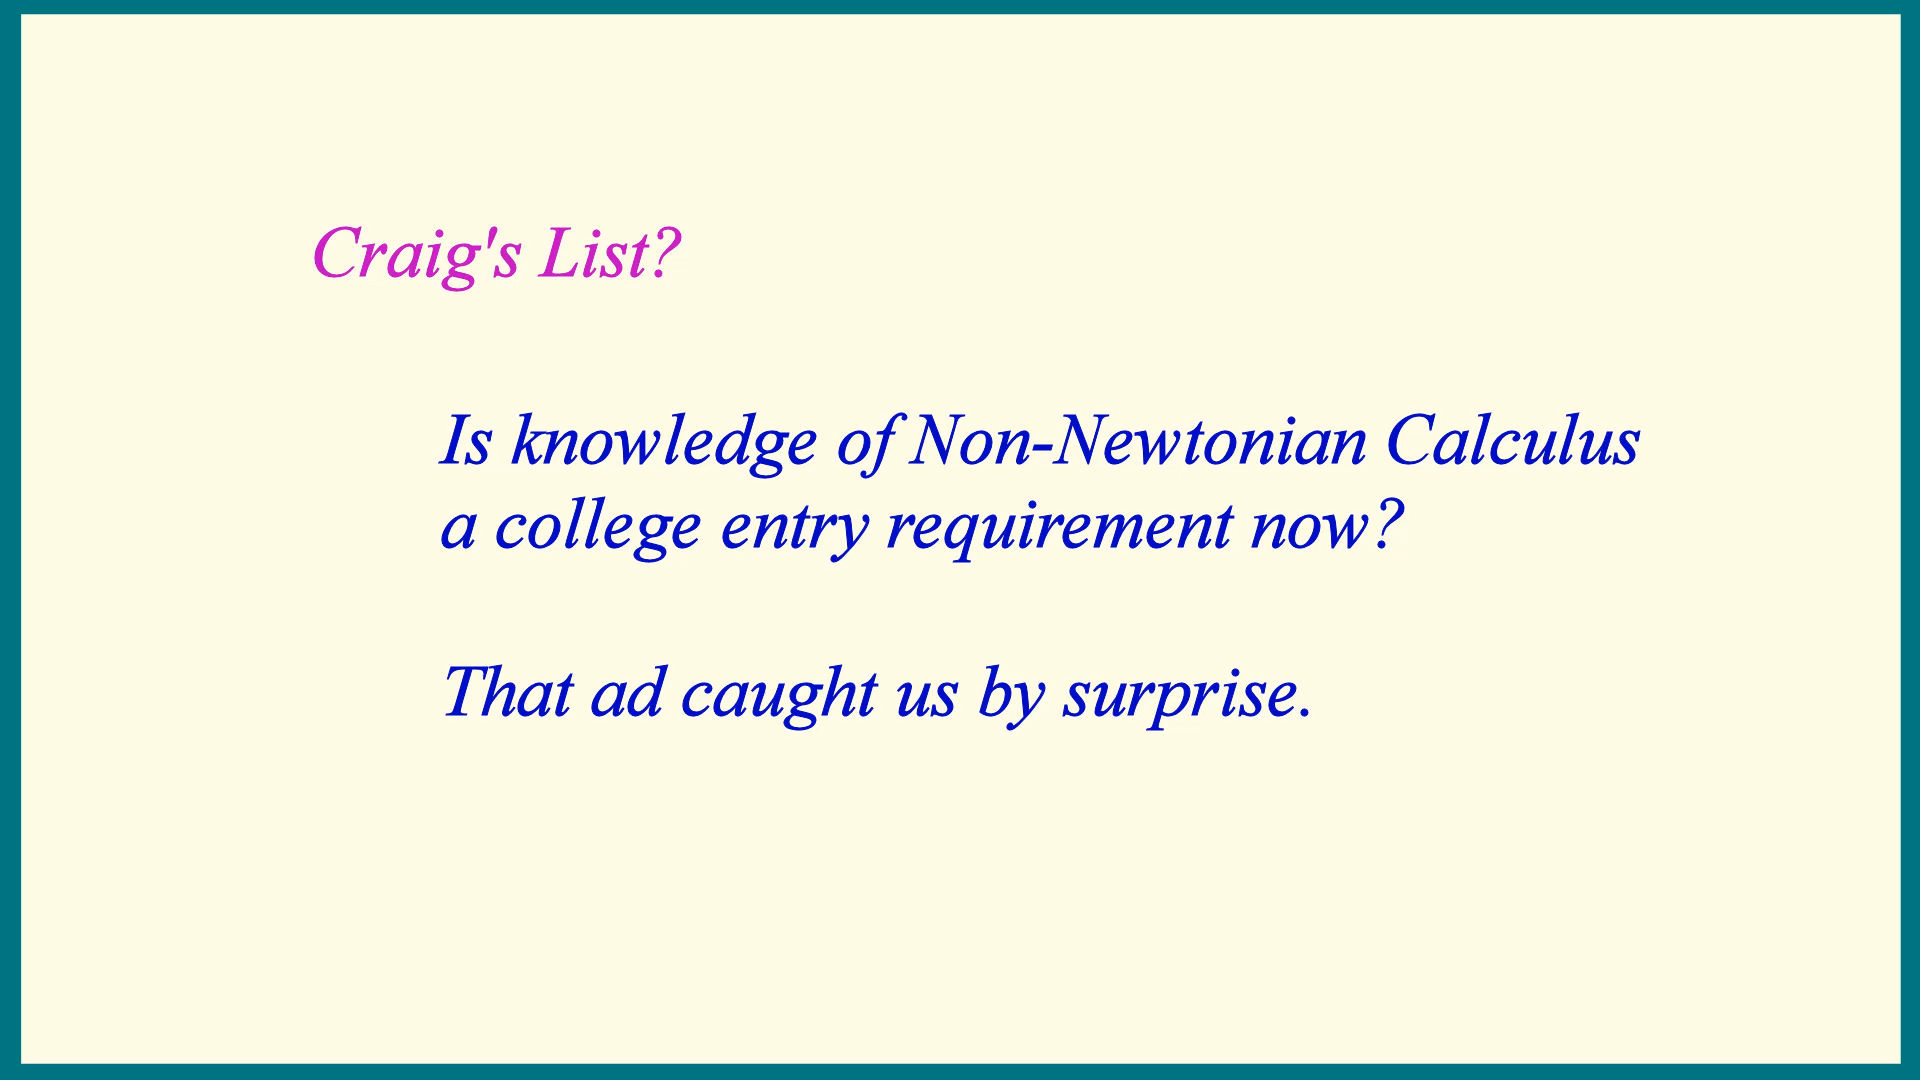 Craig's List?
Is knowledge of Non-Newtonian Calculus
a college entry requirement now?
That ad caught us by surprise.